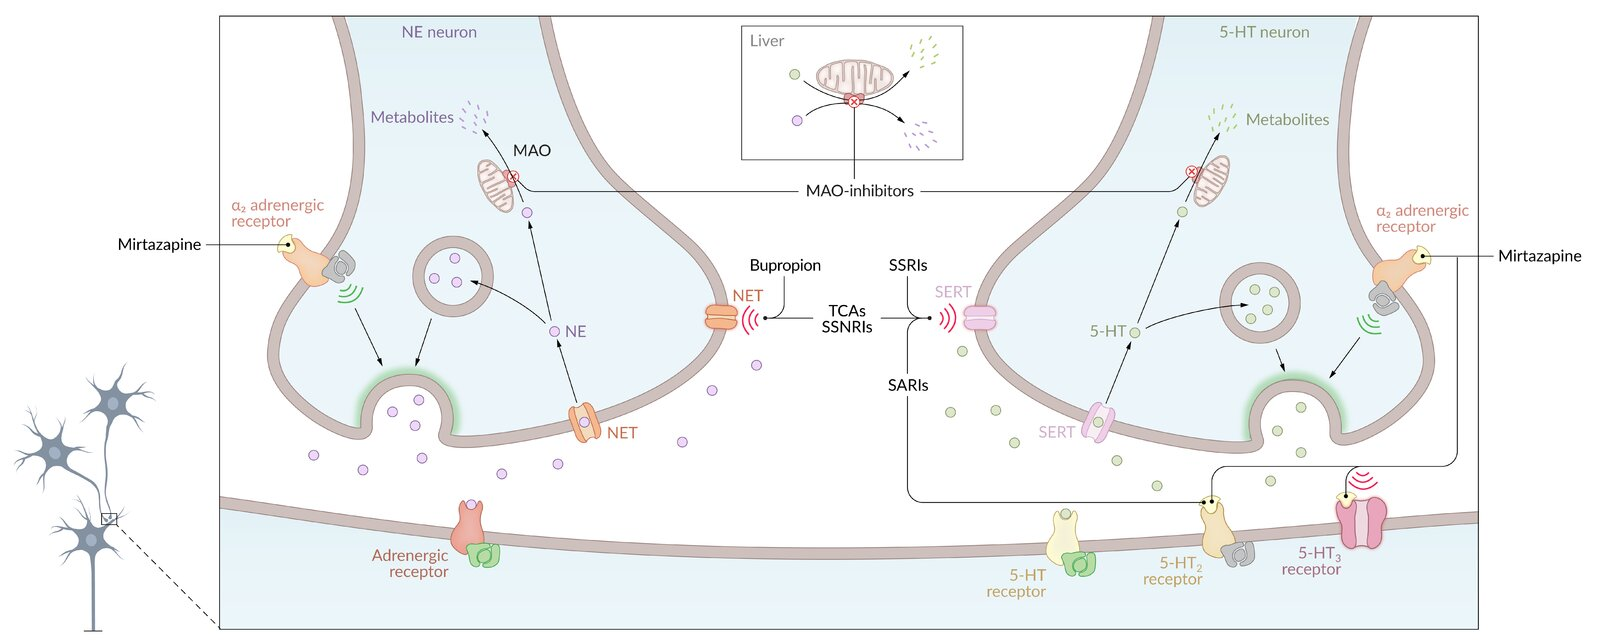 NE neuron
Liver
5-HT neuron
Metabolites
MAO
Metabolites
MAO-inhibitors
α₂ adrenergic
receptor
Mirtazapine
α₂ adrenergic
receptor
Mirtazapine
Bupropion
SSRIs
NET
SERT
TCAs
SSNRIs
NE
5-HT
SARIs
NET
SERT
Adrenergic
receptor
5-HT
receptor
5-HT₂
receptor
5-HT₃
receptor